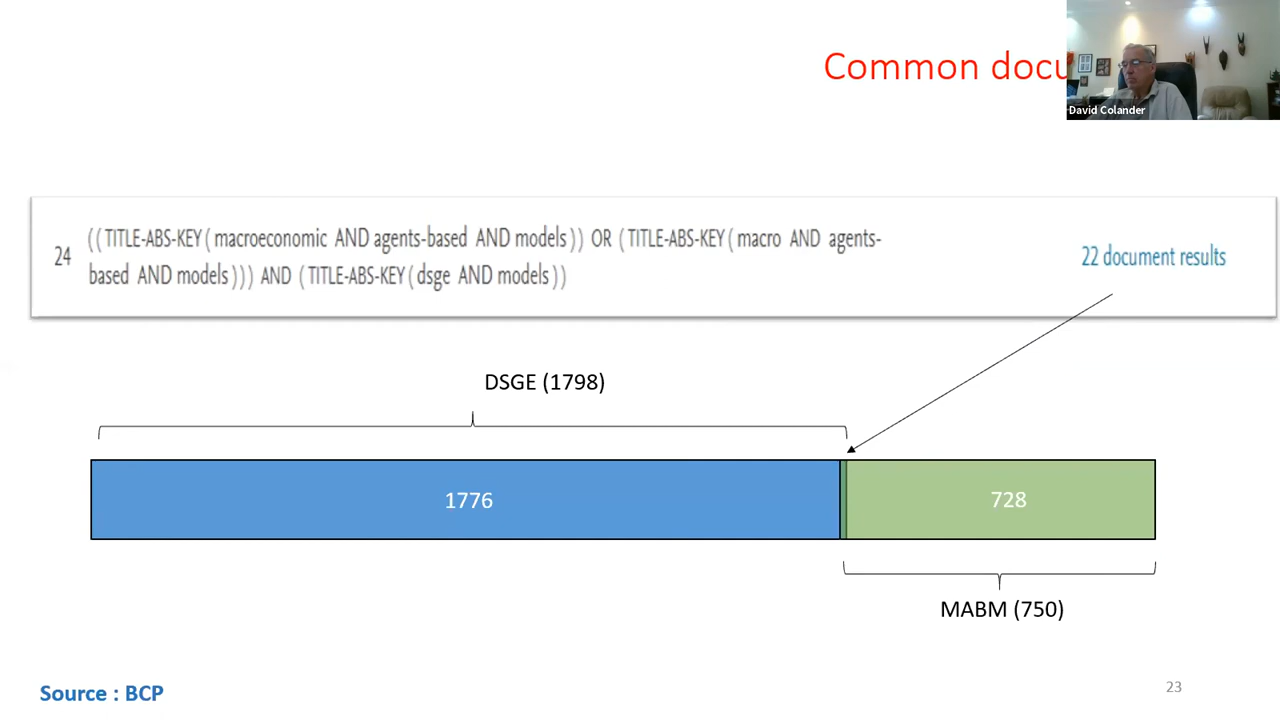 Common docu
David Colander
24 ((TITLE-ABS-KEY(macroeconomic AND agents-based AND models)) OR (TITLE-ABS-KEY(macro AND agents-
based AND models))) AND (TITLE-ABS-KEY(dsge AND models))
22 document results
DSGE (1798)
1776
728
MABM (750)
Source : BCP
23